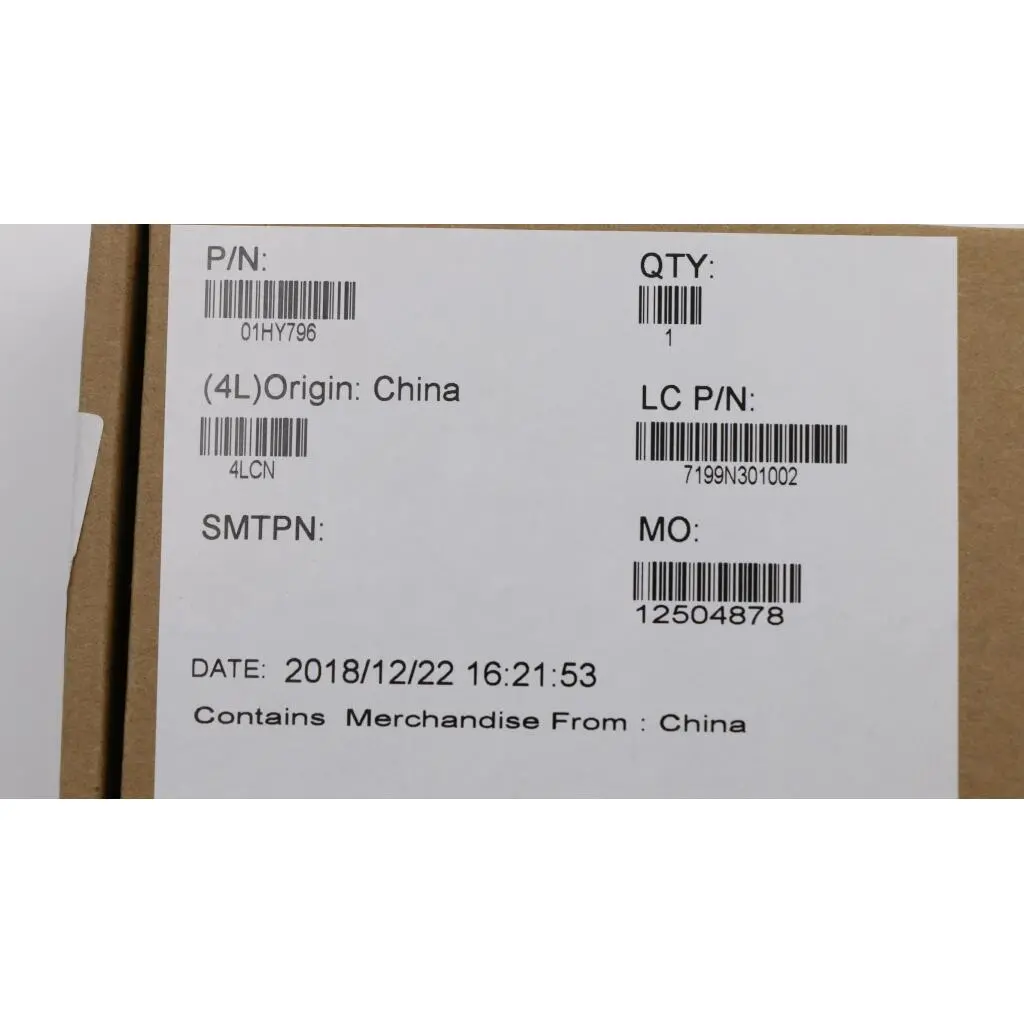 P/N:
01HY796
QTY:
1
(4L)Origin: China
4LCN
LC P/N:
7199N301002
SMTPN:
MO:
12504878
DATE: 2018/12/22 16:21:53
Contains Merchandise From : China